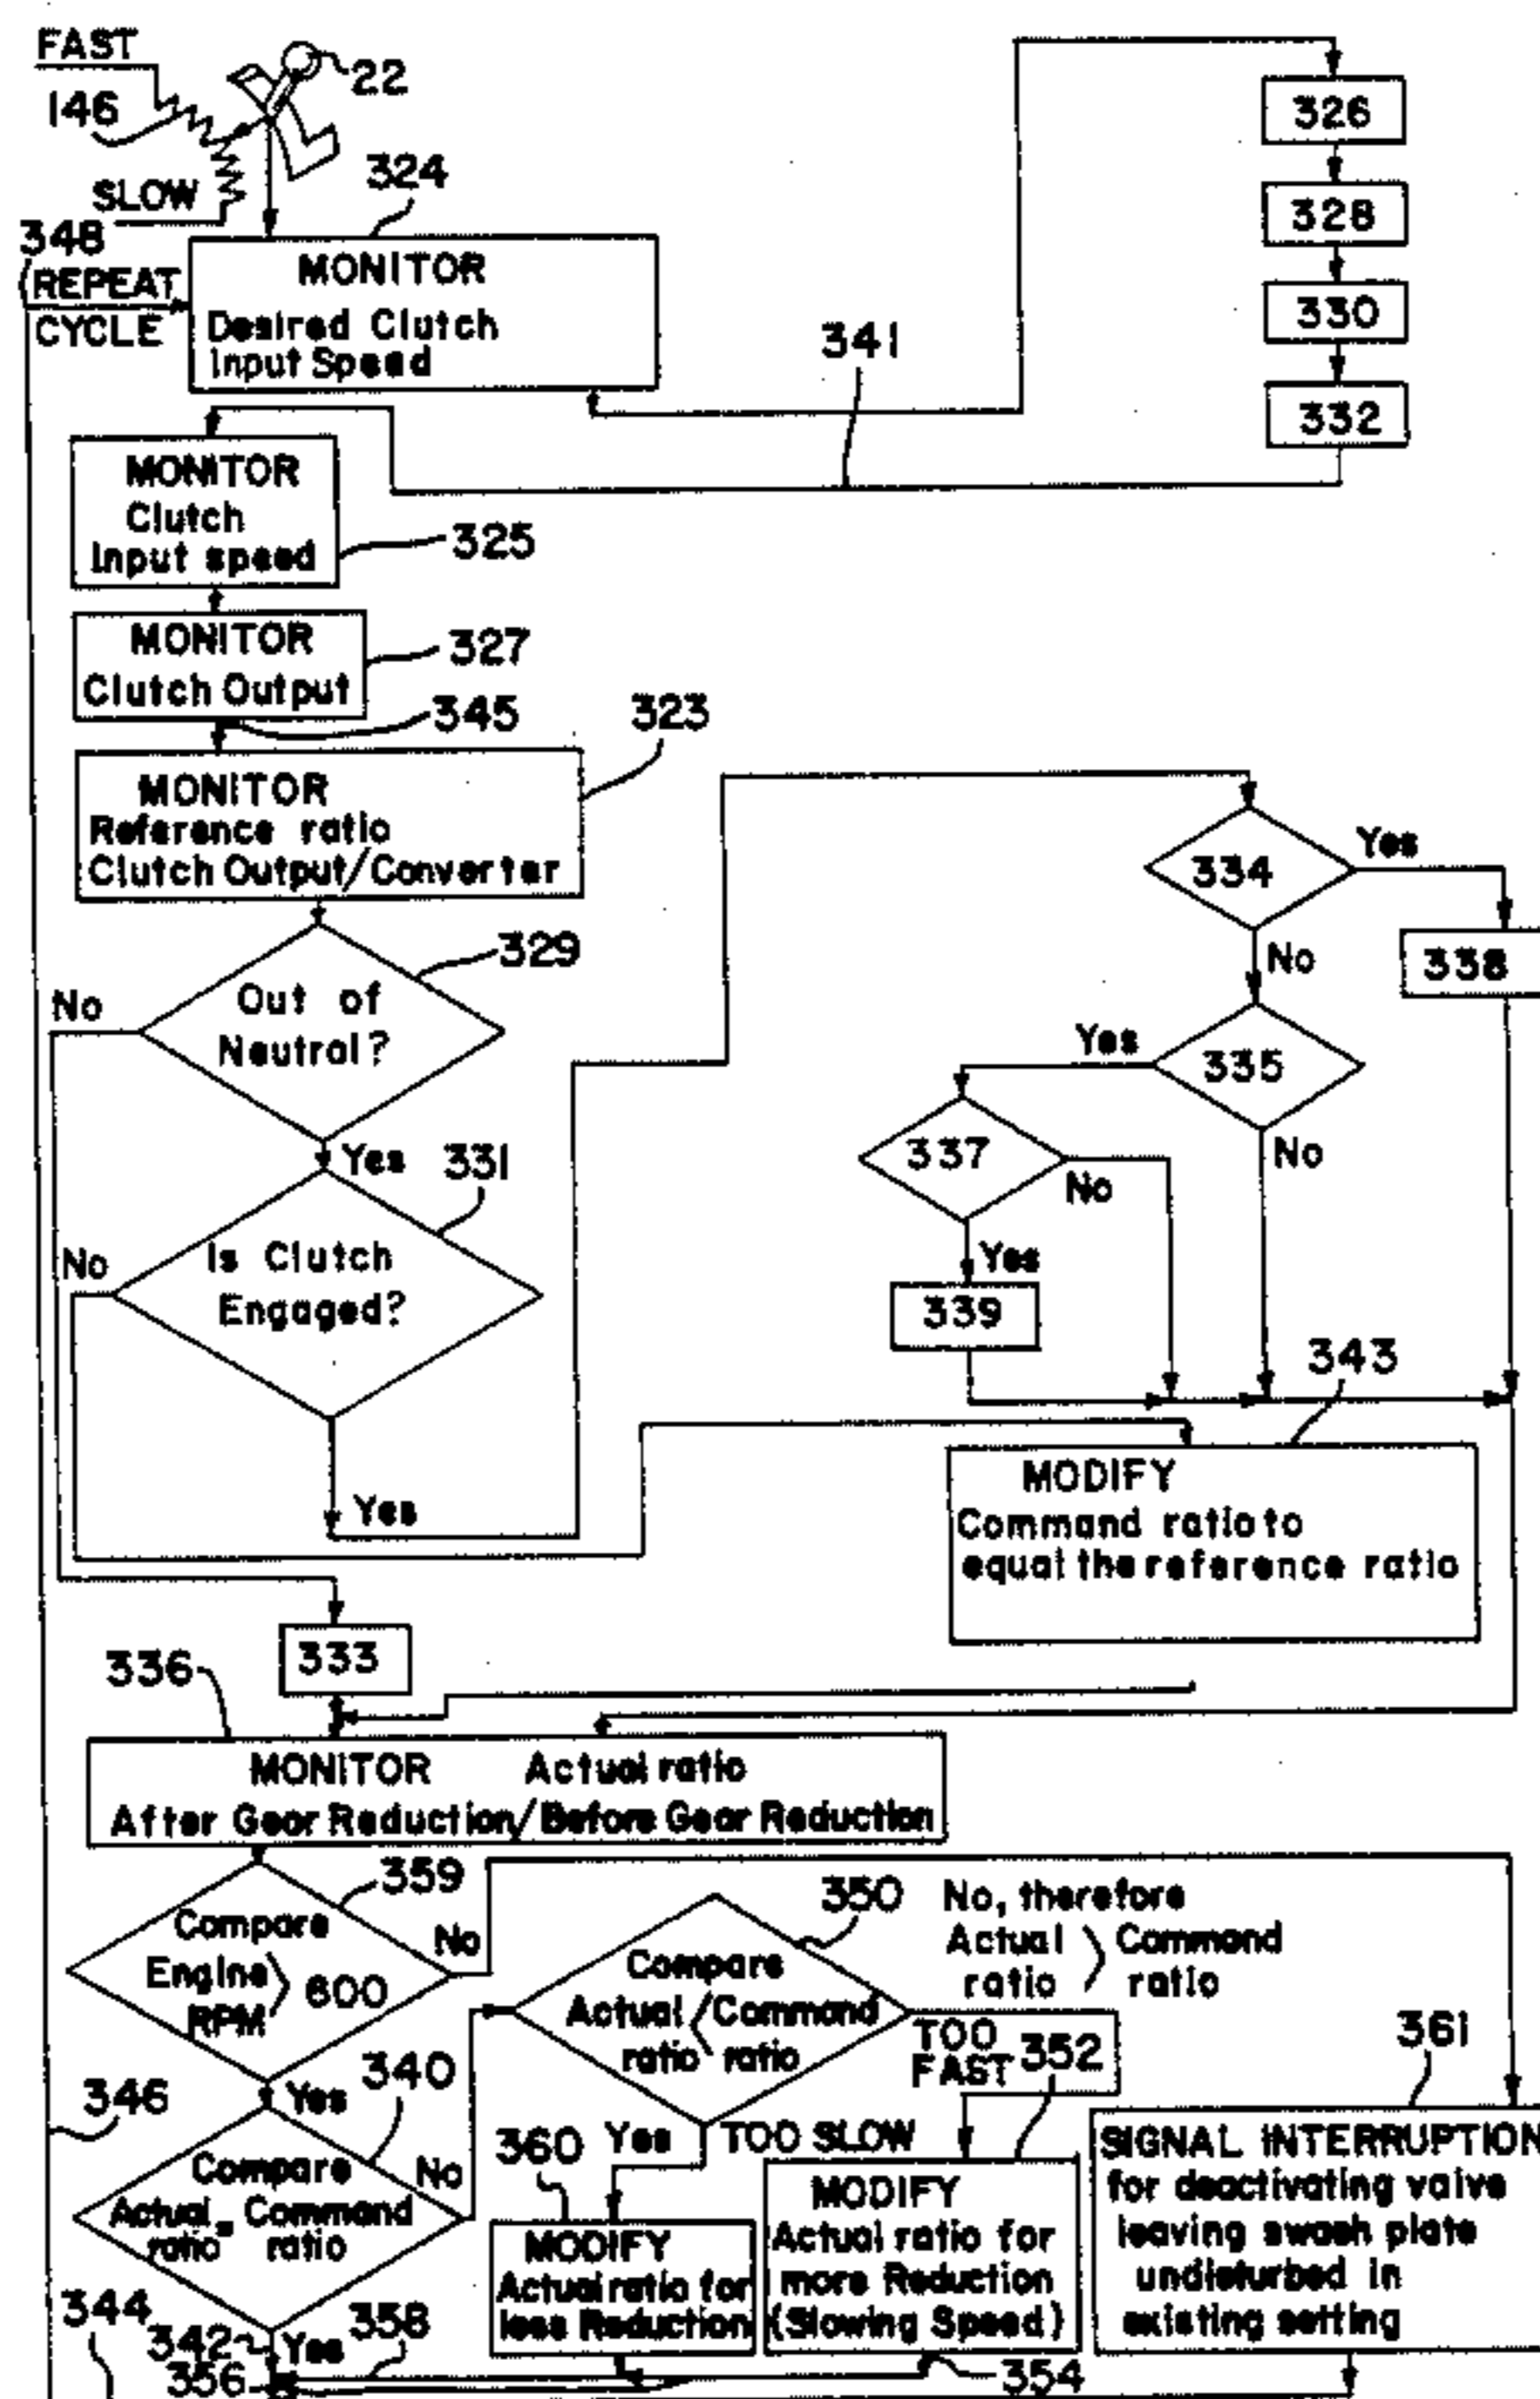 FAST
22
146
324
SLOW
348
REPEAT
CYCLE
MONITOR
Desired Clutch
Input Speed
326
328
330
332
341
MONITOR
Clutch
Input speed
325
MONITOR
Clutch Output
327
345
323
MONITOR
Reference ratio
Clutch Output/Converter
334
Yes
No
338
329
Out of
Neutral?
No
Yes
335
Yes
No
337
No
Yes
339
331
Is Clutch
Engaged?
No
Yes
343
MODIFY
Command ratio to
equal the reference ratio
333
336
MONITOR Actual ratio
After Gear Reduction/Before Gear Reduction
359
Compare
Engine
RPM > 600
No
Yes
350
Compare
Actual < Command
ratio ratio
No, therefore
Actual > Command
ratio ratio
TOO
FAST
352
361
346
340
Compare
Actual = Command
ratio ratio
No
Yes
360
Yes
TOO SLOW
MODIFY
Actual ratio for
less Reduction
MODIFY
Actual ratio for
more Reduction
(Slowing Speed)
SIGNAL INTERRUPTION
for deactivating valve
leaving swash plate
undisturbed in
existing setting
344
342
358
356
354